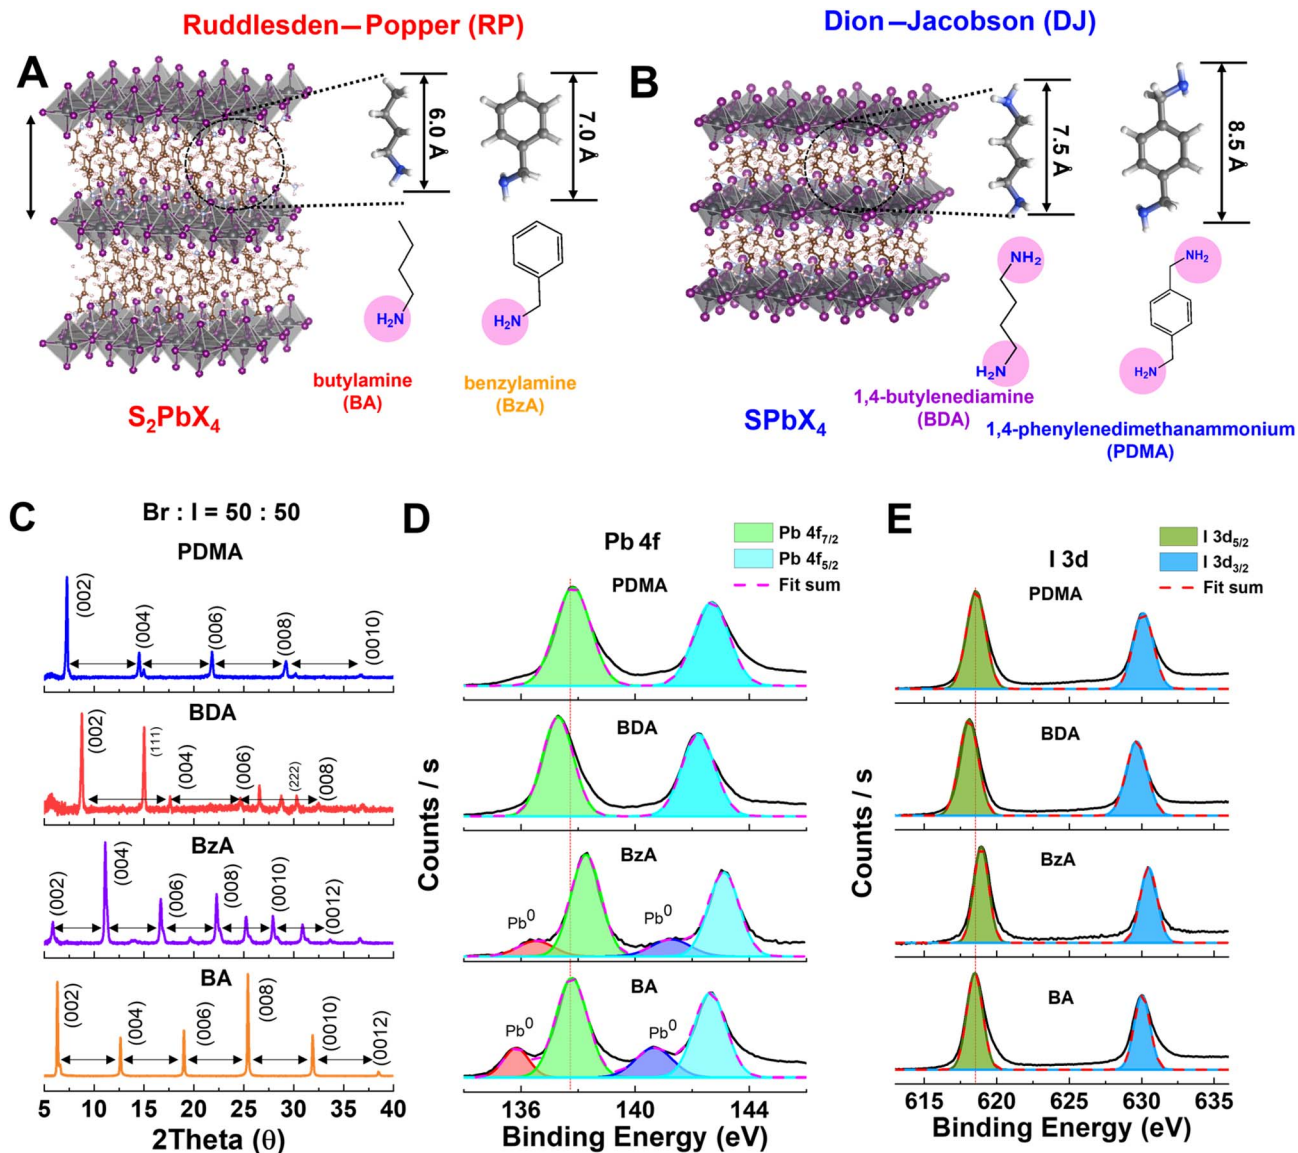 Ruddlesden—Popper (RP)
Dion—Jacobson (DJ)
A
6.0 Å
7.0 Å
H₂N
H₂N
butylamine
(BA)
benzylamine
(BzA)
S₂PbX₄
B
7.5 Å
8.5 Å
NH₂
NH₂
H₂N
H₂N
1,4-butylenediamine
(BDA)
SPbX₄
1,4-phenylenedimethanammonium
(PDMA)
C
Br : I = 50 : 50
PDMA
(002)
(004)
(006)
(008)
(0010)
BDA
(002)
(111)
(004)
(006)
(222)
(008)
BzA
(002)
(004)
(006)
(008)
(0010)
(0012)
BA
(002)
(004)
(006)
(008)
(0010)
(0012)
5 10 15 20 25 30 35 40
2Theta (θ)
D
Pb 4f
Pb 4f₇/₂
Pb 4f₅/₂
Fit sum
PDMA
BDA
BzA
Pb⁰
Pb⁰
BA
Pb⁰
Pb⁰
Counts / s
136 140 144
Binding Energy (eV)
E
I 3d
I 3d₅/₂
I 3d₃/₂
Fit sum
PDMA
BDA
BzA
BA
Counts / s
615 620 625 630 635
Binding Energy (eV)